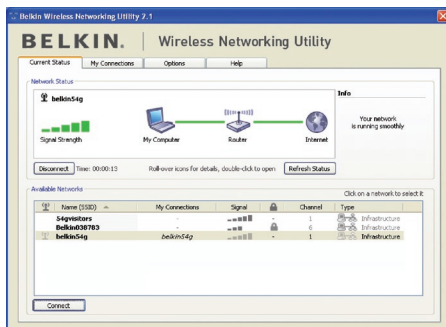 Belkin Wireless Networking Utility 2.1
BELKIN. Wireless Networking Utility
Current Status My Connections Options Help
Network Status
belkin54g
Signal Strength My Computer Router Internet
Info
Your network
is running smoothly
Disconnect Time: 00:00:13 Roll-over icons for details, double-click to open Refresh Status
Available Networks
Click on a network to select it
Name (SSID) My Connections Signal Channel Type
54gvisitors - - 1 Infrastructure
Belkin038783 - 6 Infrastructure
belkin54g belkin54g - 1 Infrastructure
Connect